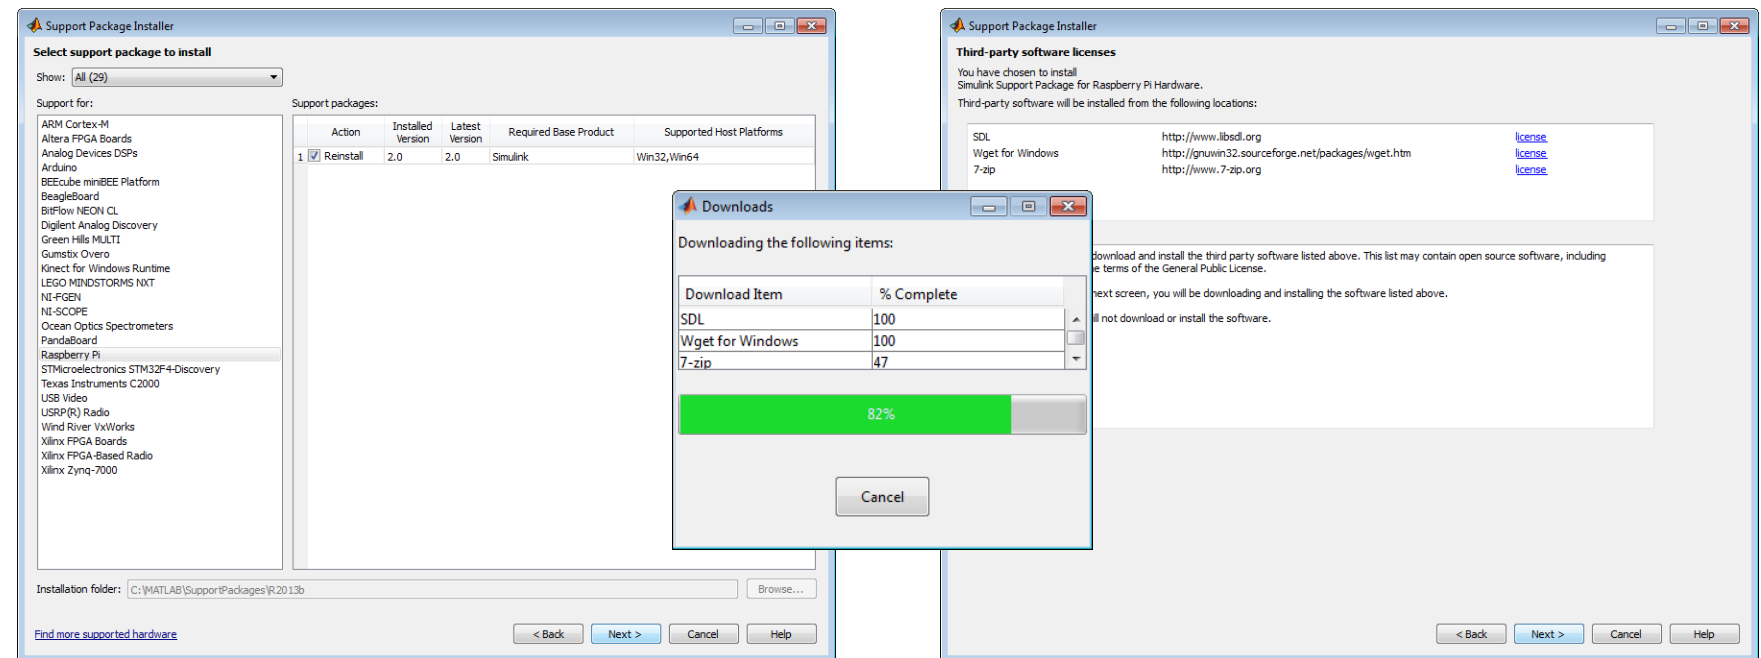 Support Package Installer
Select support package to install
Show: All (29)
Support for:
ARM Cortex-M
Altera FPGA Boards
Analog Devices DSPs
Arduino
BEEcube miniBEE Platform
BeagleBoard
BitFlow NEON CL
Digilent Analog Discovery
Green Hills MULTI
Gumstix Overo
Kinect for Windows Runtime
LEGO MINDSTORMS NXT
NI-FGEN
NI-SCOPE
Ocean Optics Spectrometers
PandaBoard
Raspberry Pi
STMicroelectronics STM32F4-Discovery
Texas Instruments C2000
USB Video
USRP(R) Radio
Wind River VxWorks
Xilinx FPGA Boards
Xilinx FPGA-Based Radio
Xilinx Zynq-7000
Support packages:
Action Installed Version Latest Version Required Base Product Supported Host Platforms
1 Reinstall 2.0 2.0 Simulink Win32,Win64
Installation folder: C:\MATLAB\SupportPackages\R2013b Browse...
Find more supported hardware < Back Next > Cancel Help
Downloads
Downloading the following items:
Download Item % Complete
SDL 100
Wget for Windows 100
7-zip 47
82%
Cancel
Support Package Installer
Third-party software licenses
You have chosen to install
Simulink Support Package for Raspberry Pi Hardware.
Third-party software will be installed from the following locations:
SDL http://www.libsdl.org license
Wget for Windows http://gnuwin32.sourceforge.net/packages/wget.htm license
7-zip http://www.7-zip.org license
download and install the third party software listed above. This list may contain open source software, including
terms of the General Public License.
next screen, you will be downloading and installing the software listed above.
not download or install the software.
< Back Next > Cancel Help